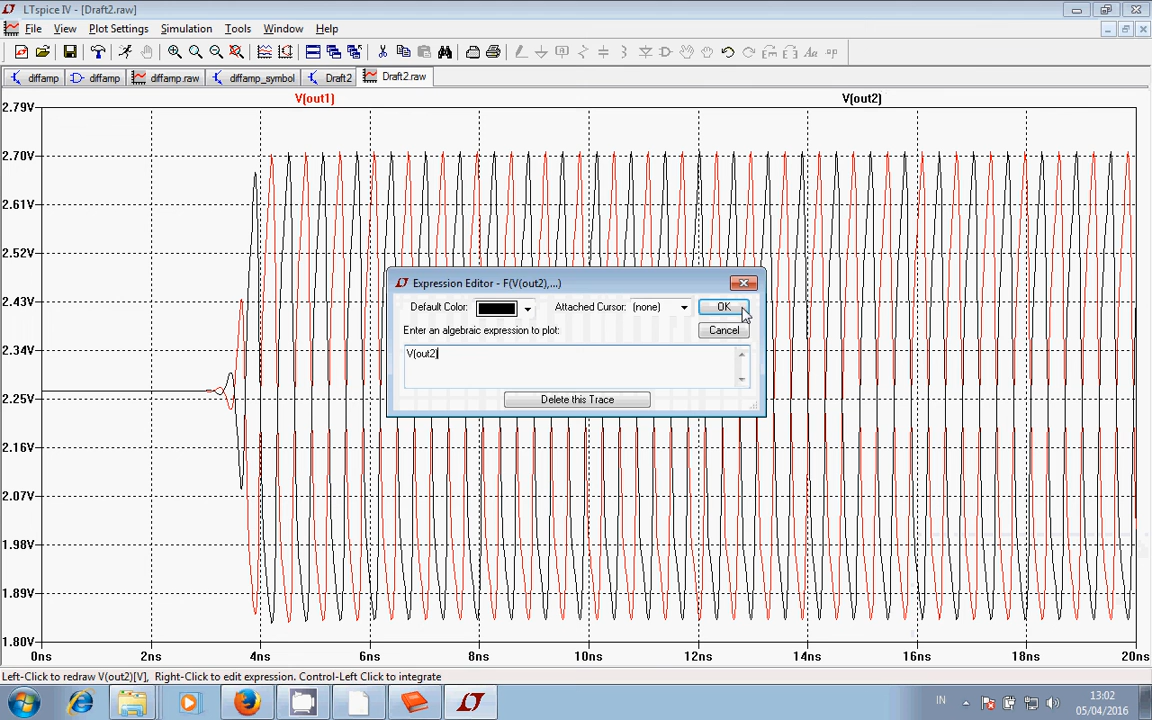 LTspice IV - [Draft2.raw]
File View Plot Settings Simulation Tools Window Help
diffamp diffamp diffamp.raw diffamp_symbol Draft2 Draft2.raw
V(out1) V(out2)
2.79V
2.70V
2.61V
2.52V
2.43V
2.34V
2.25V
2.16V
2.07V
1.98V
1.89V
1.80V
Expression Editor - F(V(out2),...)
Default Color: Attached Cursor: (none) OK
Enter an algebraic expression to plot: Cancel
V(out2)
Delete this Trace
0ns 2ns 4ns 6ns 8ns 10ns 12ns 14ns 16ns 18ns 20ns
Left-Click to redraw V(out2)[V], Right-Click to edit expression. Control-Left Click to integrate
IN 13:02
05/04/2016